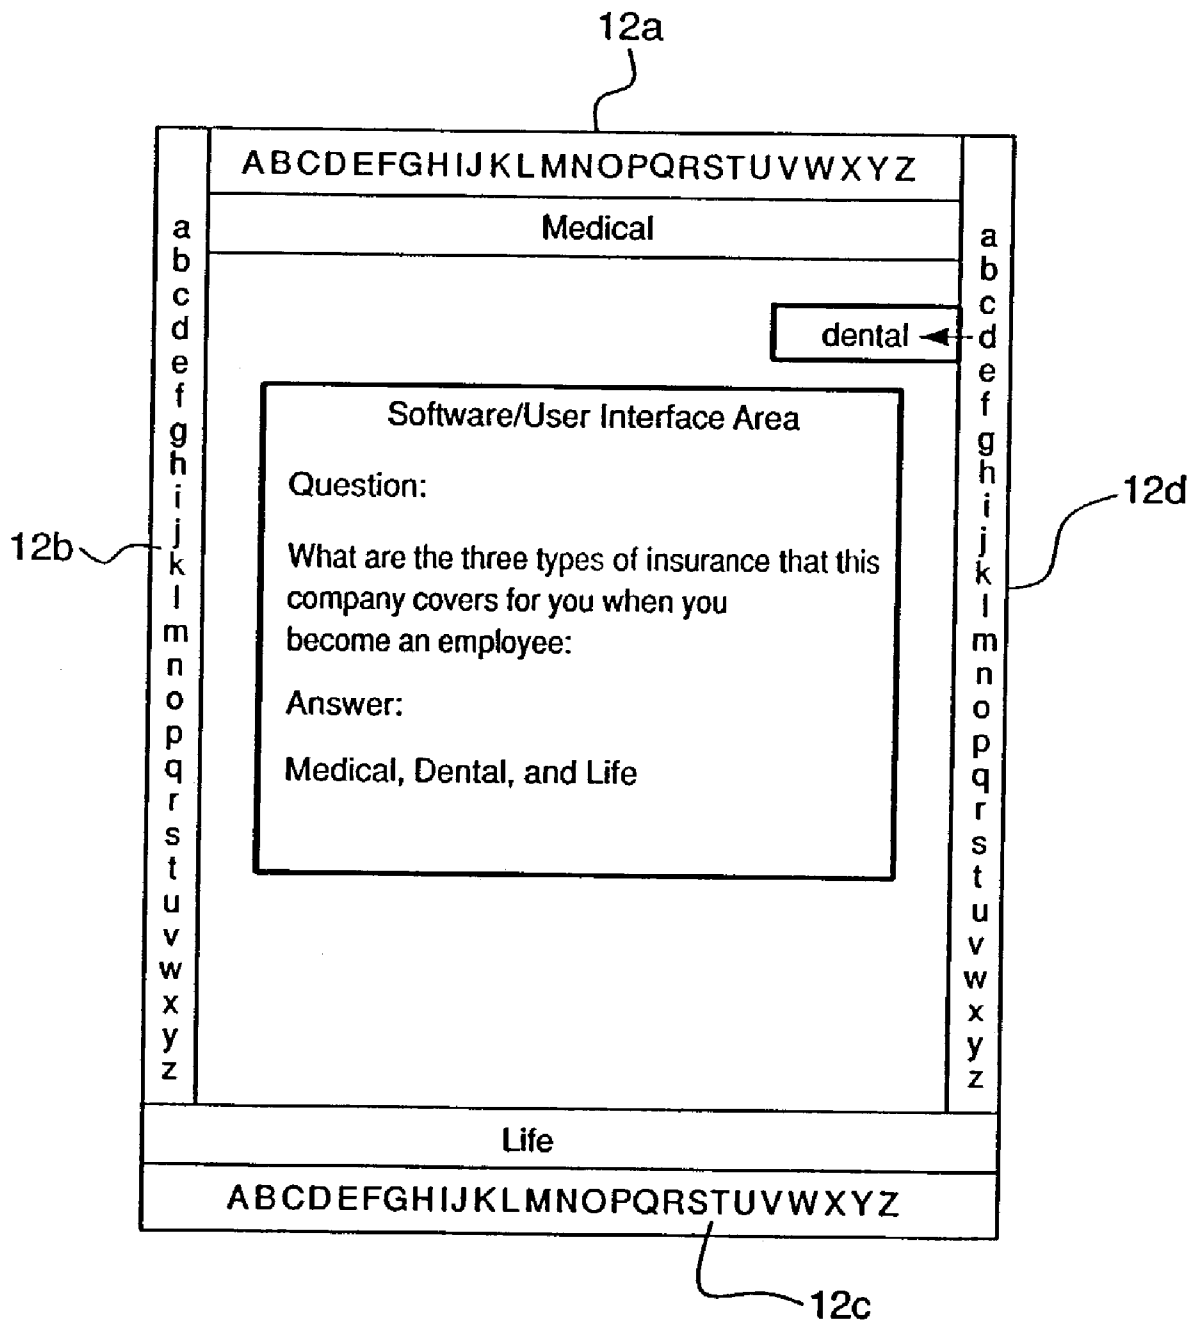 12a
ABCDEFGHIJKLMNOPQRSTUVWXYZ
Medical
a
b
c
d
e
f
g
h
i
j
k
l
m
n
o
p
q
r
s
t
u
v
w
x
y
z
12b
dental
Software/User Interface Area
Question:
What are the three types of insurance that this
company covers for you when you
become an employee:
Answer:
Medical, Dental, and Life
a
b
c
d
e
f
g
h
i
j
k
l
m
n
o
p
q
r
s
t
u
v
w
x
y
z
12d
Life
ABCDEFGHIJKLMNOPQRSTUVWXYZ
12c